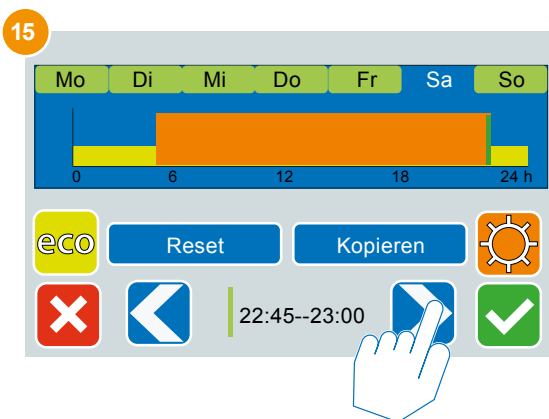 15
Mo Di Mi Do Fr Sa So
0 6 12 18 24 h
eco Reset Kopieren
22:45--23:00